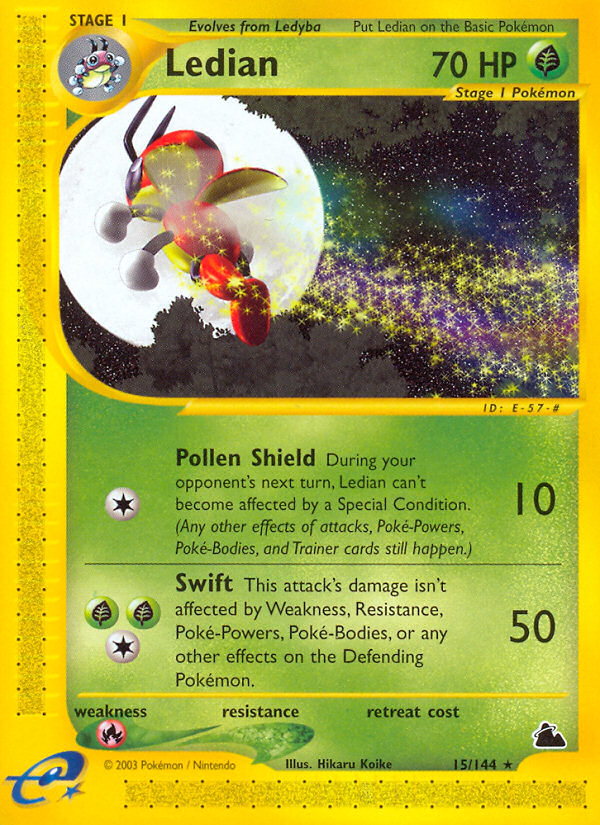 STAGE 1
Evolves from Ledyba
Put Ledian on the Basic Pokémon
Ledian
70 HP
Stage 1 Pokémon
ID: E-57-#
Pollen Shield During your
opponent's next turn, Ledian can't
become affected by a Special Condition.
(Any other effects of attacks, Poké-Powers,
Poké-Bodies, and Trainer cards still happen.)
10
Swift This attack's damage isn't
affected by Weakness, Resistance,
Poké-Powers, Poké-Bodies, or any
other effects on the Defending
Pokémon.
50
weakness
resistance
retreat cost
© 2003 Pokémon / Nintendo
Illus. Hikaru Koike
15/144 ★
e